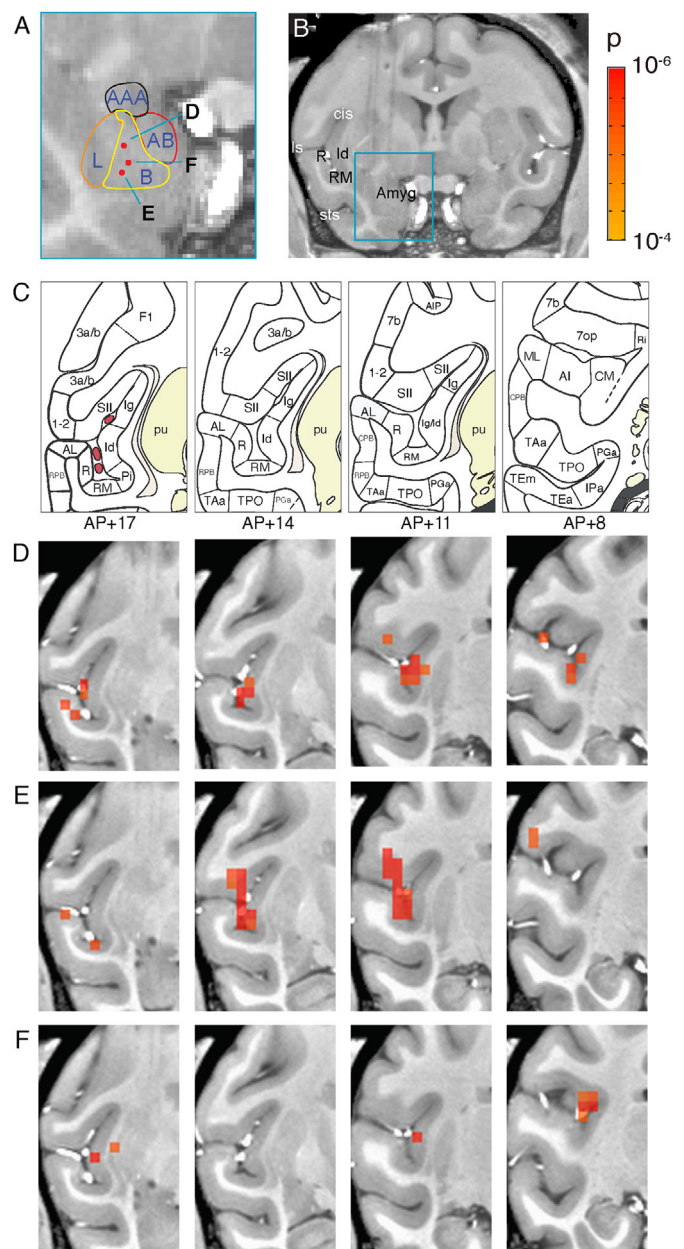 A
B
p
10-6
10-4
AAA
D
AB
L
F
B
E
cis
ls
R
Id
RM
Amyg
sts
C
F1
3a/b
3a/b
1-2
SII
Ig
AL
R
Id
RPB
RM
Pi
pu
AP+17
3a/b
1-2
SII
Ig
AL
R
Id
RPB
RM
TAa
TPO
PGa
pu
AP+14
7b
AIP
1-2
SII
SII
Ig
AL
R
Ig/Id
CPB
RM
RPB
TAa
TPO
PGa
pu
AP+11
7b
7op
Ri
ML
AI
CM
CPB
TAa
TPO
PGa
TEm
TEa
IPa
AP+8
D
E
F